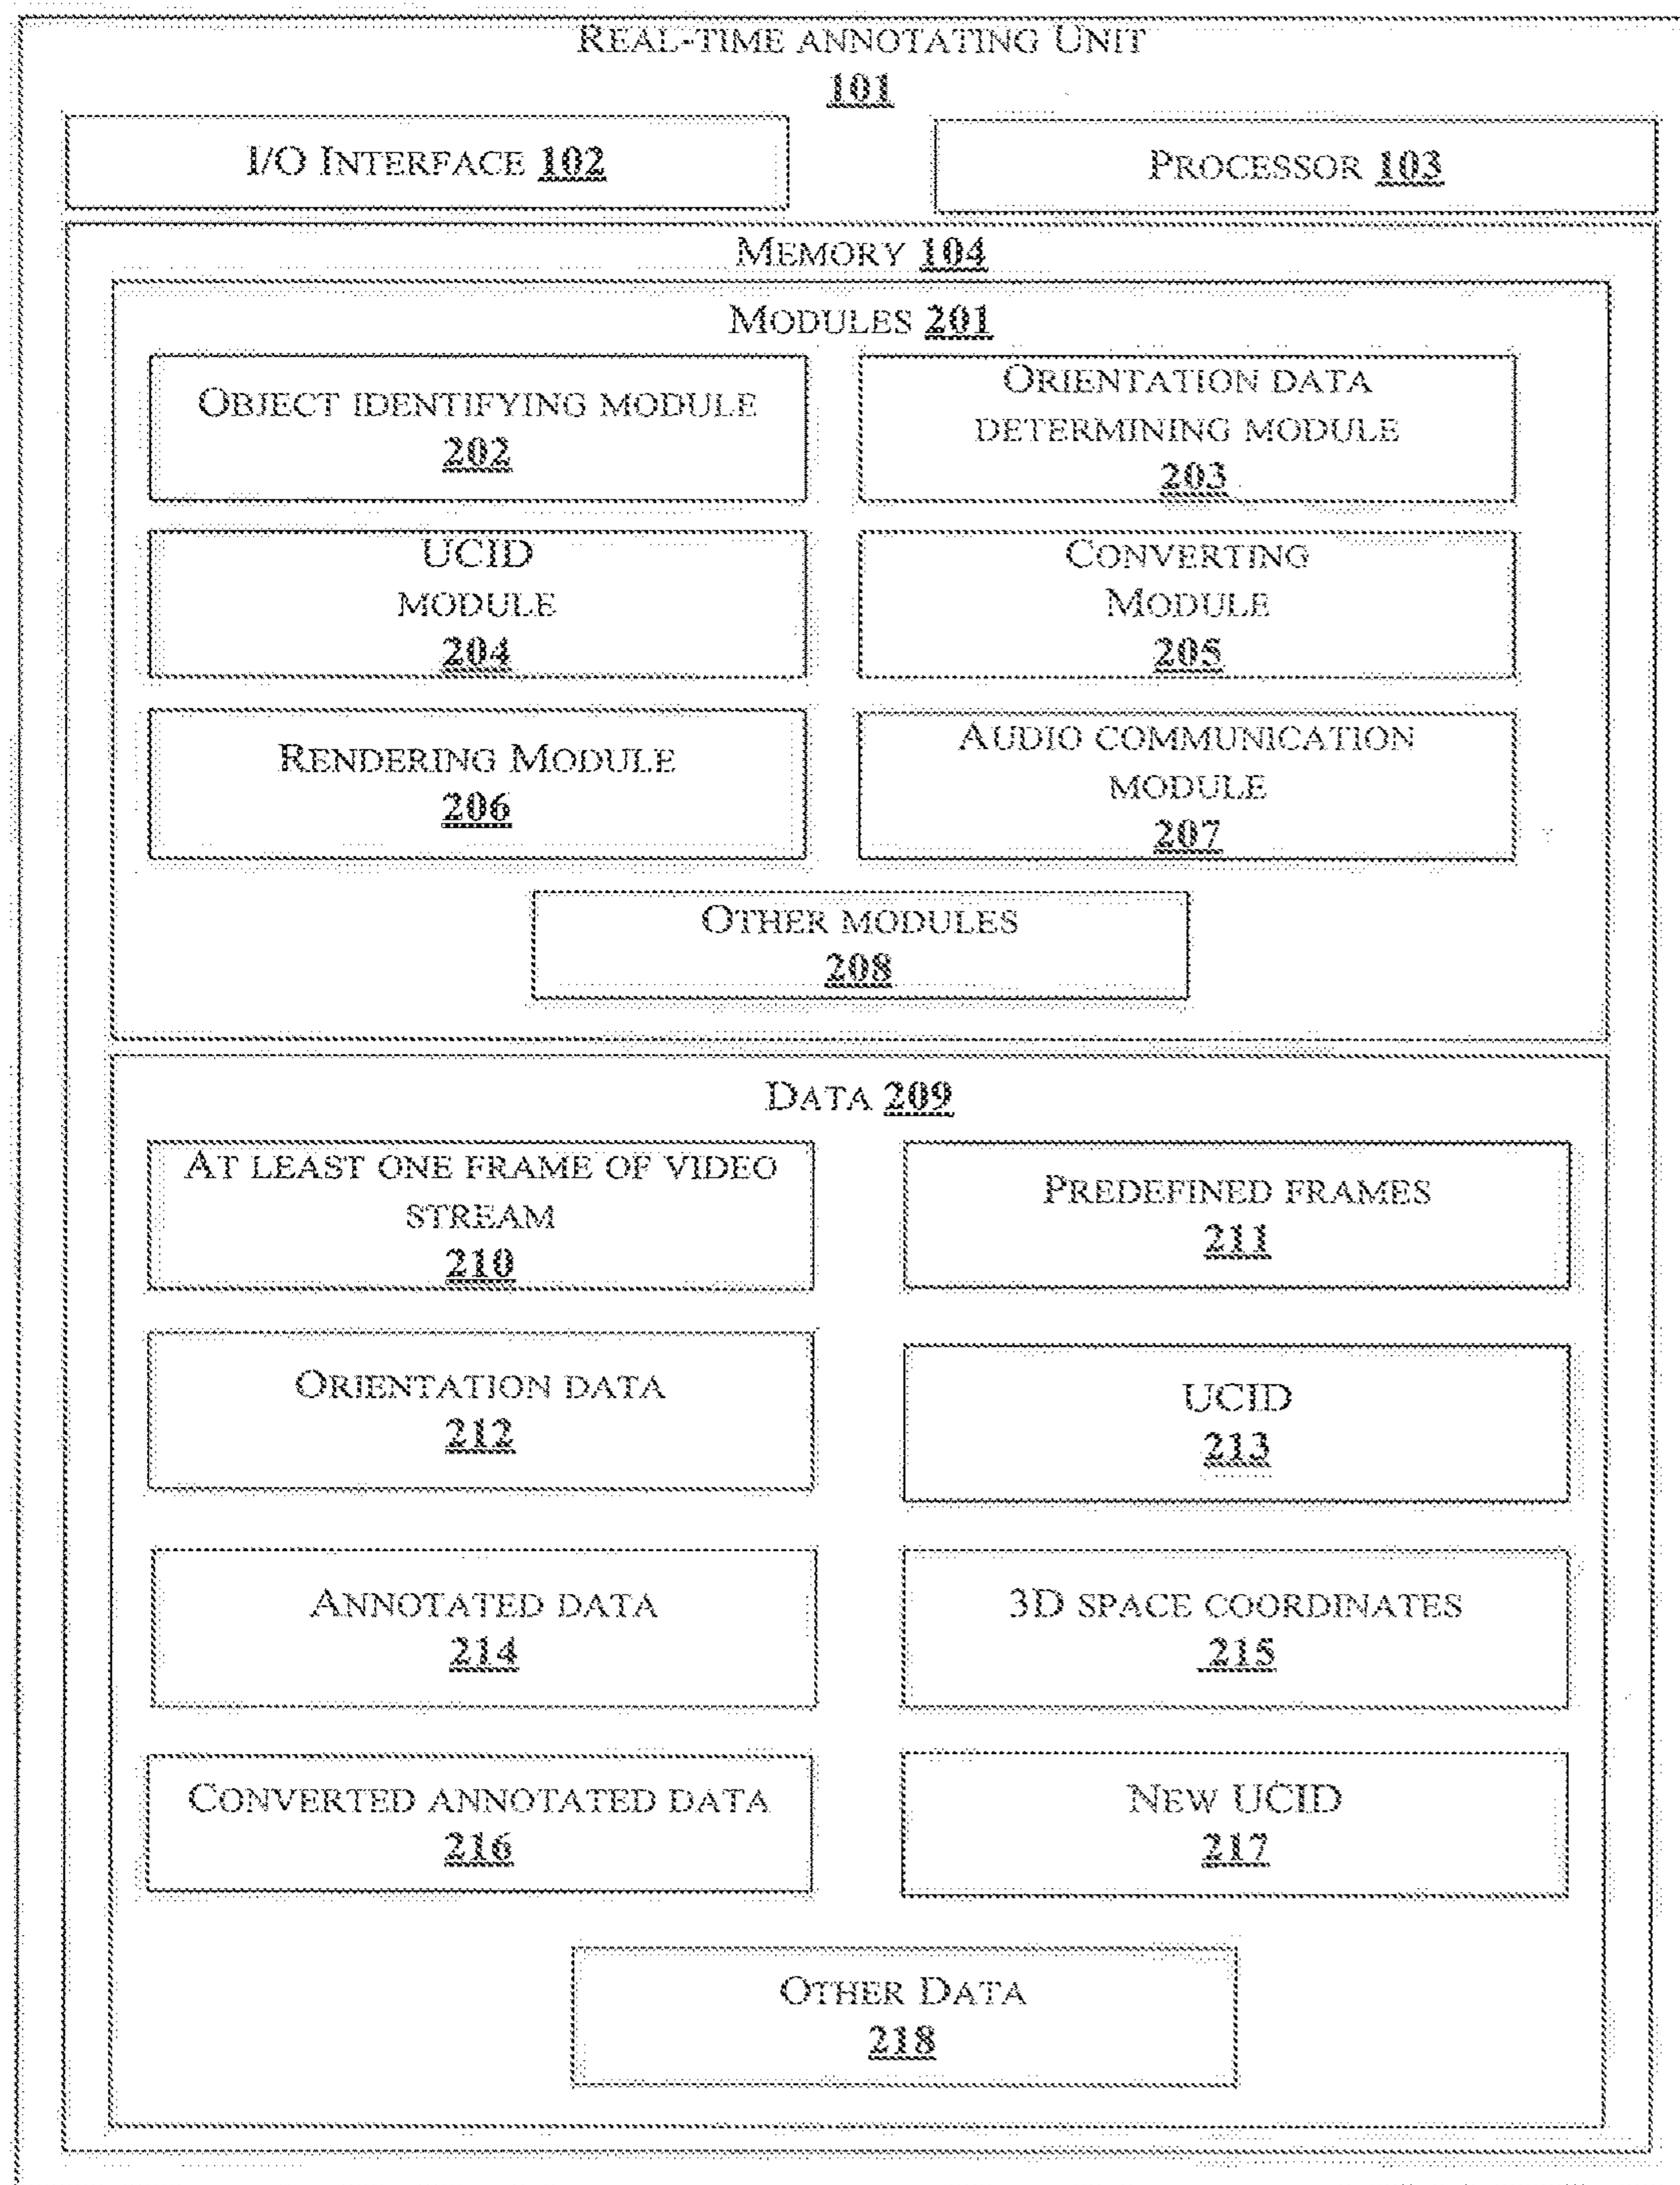 REAL-TIME ANNOTATING UNIT
101
I/O INTERFACE 102
PROCESSOR 103
MEMORY 104
MODULES 201
OBJECT IDENTIFYING MODULE
202
ORIENTATION DATA
DETERMINING MODULE
203
UCID
MODULE
204
CONVERTING
MODULE
205
RENDERING MODULE
206
AUDIO COMMUNICATION
MODULE
207
OTHER MODULES
208
DATA 209
AT LEAST ONE FRAME OF VIDEO
STREAM
210
PREDEFINED FRAMES
211
ORIENTATION DATA
212
UCID
213
ANNOTATED DATA
214
3D SPACE COORDINATES
215
CONVERTED ANNOTATED DATA
216
NEW UCID
217
OTHER DATA
218